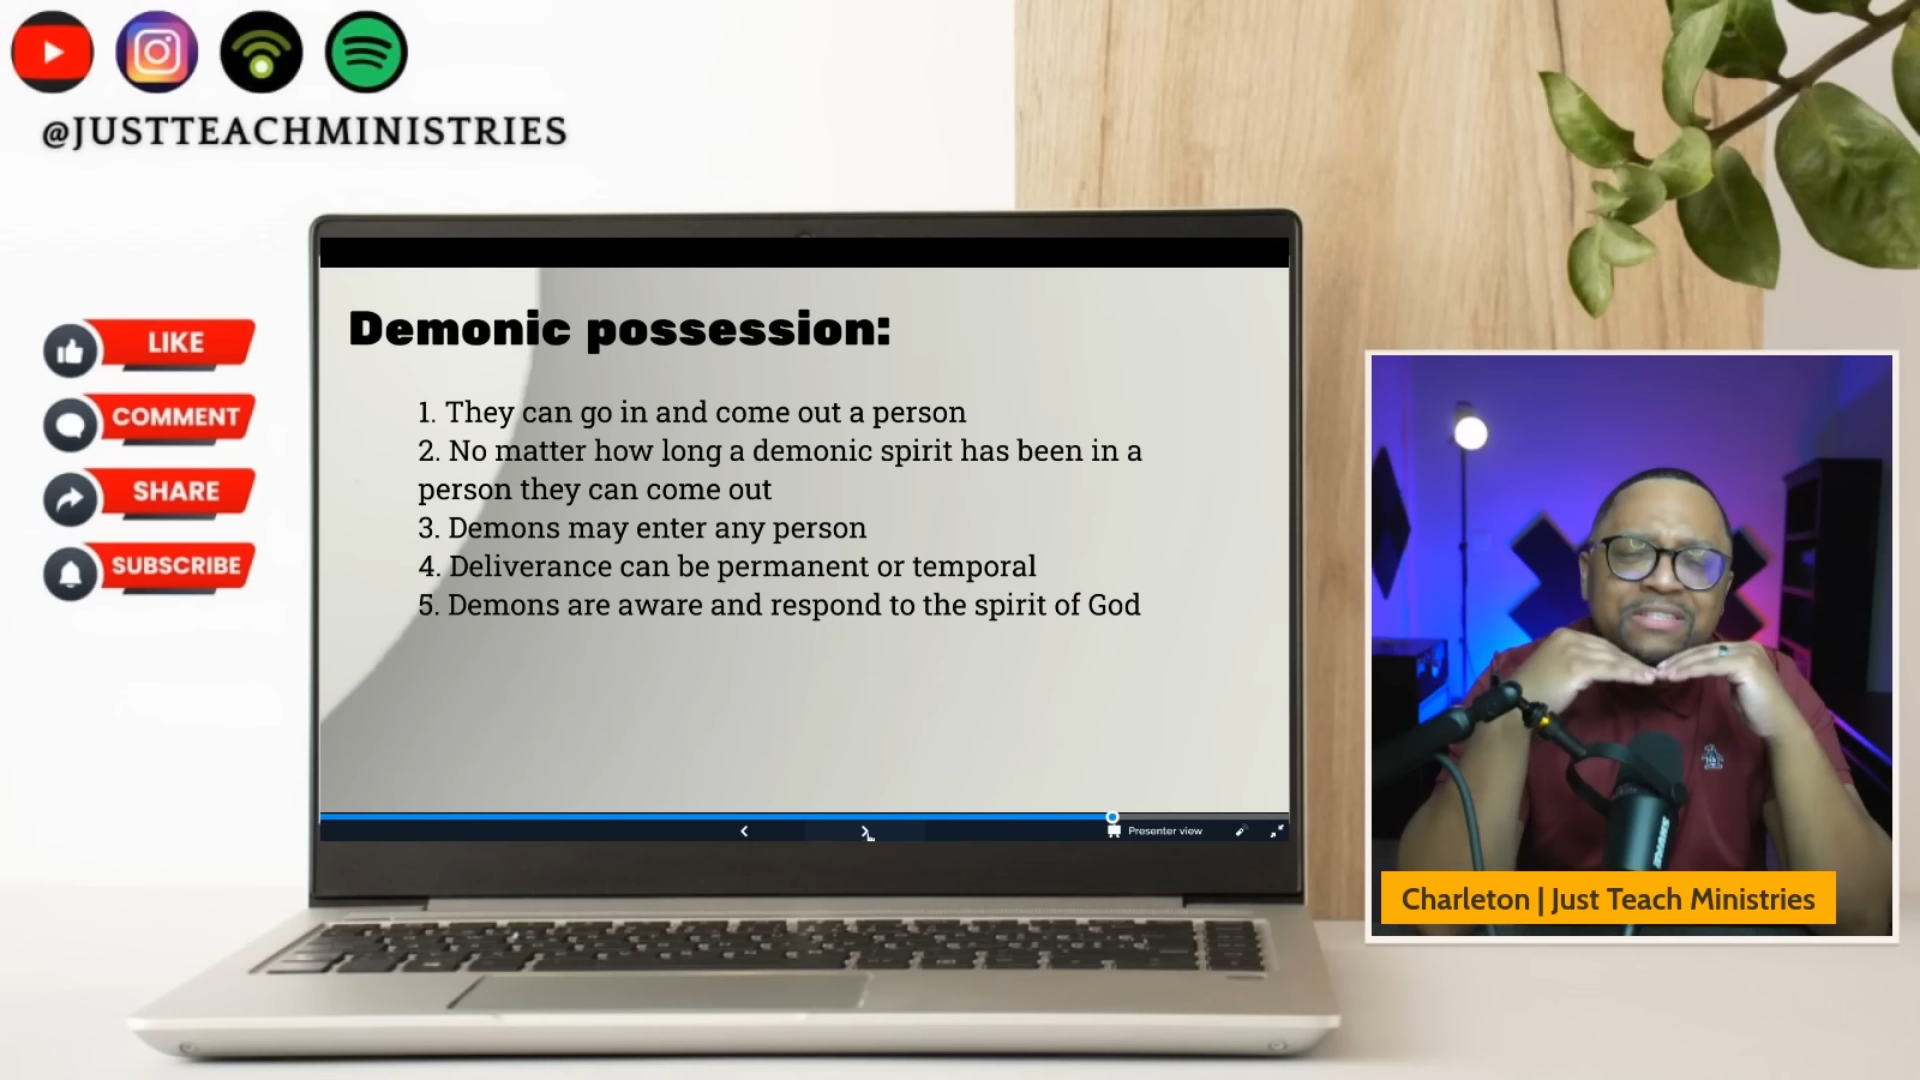 @JUSTTEACHMINISTRIES
LIKE
COMMENT
SHARE
SUBSCRIBE
Demonic possession:
1. They can go in and come out a person
2. No matter how long a demonic spirit has been in a
person they can come out
3. Demons may enter any person
4. Deliverance can be permanent or temporal
5. Demons are aware and respond to the spirit of God
Presenter view
SHURE
Charleton | Just Teach Ministries